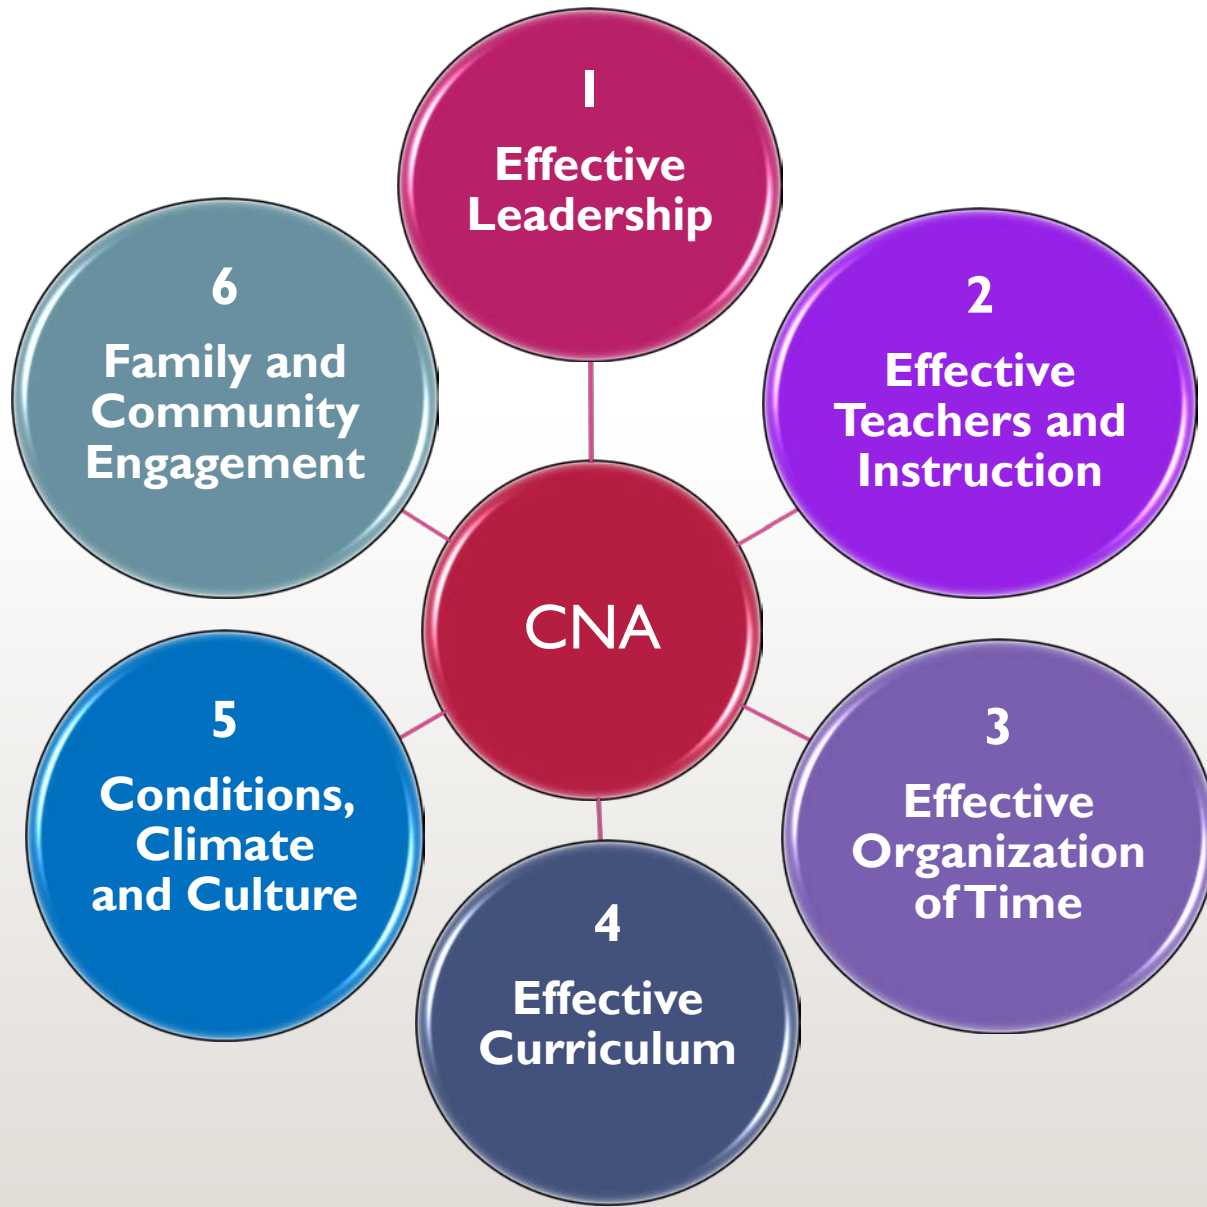 1
Effective
Leadership
2
Effective
Teachers and
Instruction
3
Effective
Organization
of Time
4
Effective
Curriculum
5
Conditions,
Climate
and Culture
6
Family and
Community
Engagement
CNA